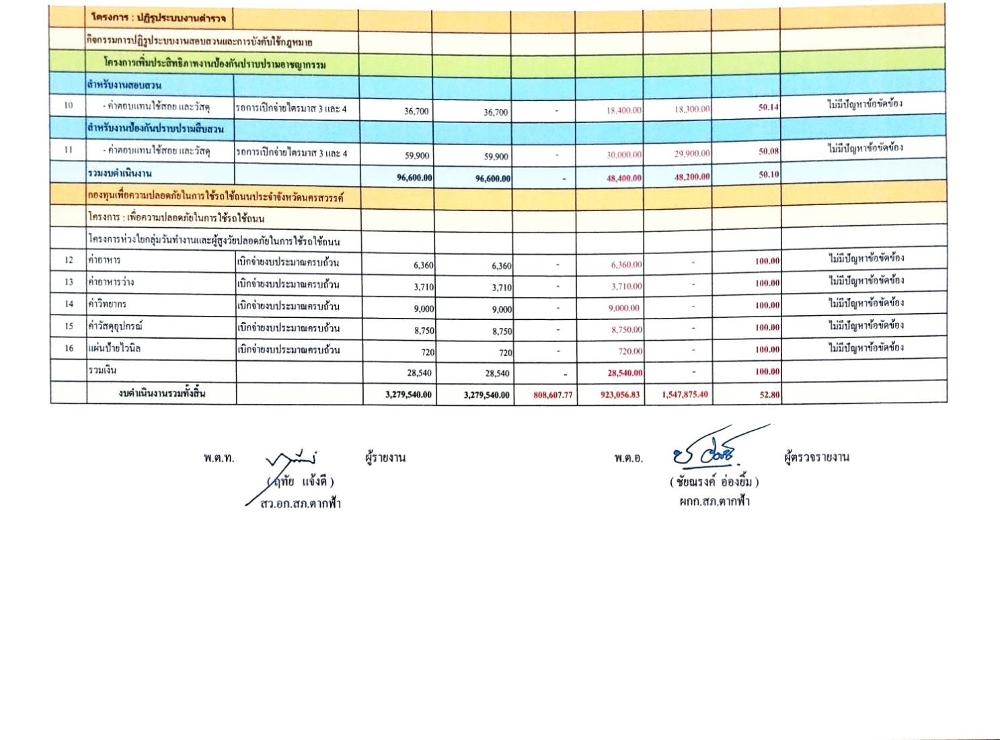 โครงการ : ปฏิรูประบบงานตำรวจ
กิจกรรมการปฏิรูประบบงานสอบสวนและการบังคับใช้กฎหมาย
โครงการเพิ่มประสิทธิภาพงานป้องกันปราบปรามอาชญากรรม
สำหรับงานสอบสวน
10 - ค่าตอบแทนใช้สอย และวัสดุ รอการเบิกจ่ายไตรมาส 3 และ 4 36,700 36,700 - 18,400.00 18,300.00 50.14 ไม่มีปัญหาข้อขัดข้อง
สำหรับงานป้องกันปราบปรามสืบสวน
11 - ค่าตอบแทนใช้สอย และวัสดุ รอการเบิกจ่ายไตรมาส 3 และ 4 59,900 59,900 - 30,000.00 29,900.00 50.08 ไม่มีปัญหาข้อขัดข้อง
รวมงบดำเนินงาน 96,600.00 96,600.00 - 48,400.00 48,200.00 50.10
กองทุนเพื่อความปลอดภัยในการใช้รถใช้ถนนประจำจังหวัดนครสวรรค์
โครงการ : เพื่อความปลอดภัยในการใช้รถใช้ถนน
โครงการห่วงใยกลุ่มวันทำงานและผู้สูงวัยปลอดภัยในการใช้รถใช้ถนน
12 ค่าอาหาร เบิกจ่ายงบประมาณครบถ้วน 6,360 6,360 - 6,360.00 - 100.00 ไม่มีปัญหาข้อขัดข้อง
13 ค่าอาหารว่าง เบิกจ่ายงบประมาณครบถ้วน 3,710 3,710 - 3,710.00 - 100.00 ไม่มีปัญหาข้อขัดข้อง
14 ค่าวิทยากร เบิกจ่ายงบประมาณครบถ้วน 9,000 9,000 - 9,000.00 - 100.00 ไม่มีปัญหาข้อขัดข้อง
15 ค่าวัสดุอุปกรณ์ เบิกจ่ายงบประมาณครบถ้วน 8,750 8,750 - 8,750.00 - 100.00 ไม่มีปัญหาข้อขัดข้อง
16 แผ่นป้ายไวนิล เบิกจ่ายงบประมาณครบถ้วน 720 720 - 720.00 - 100.00 ไม่มีปัญหาข้อขัดข้อง
รวมเงิน 28,540 28,540 - 28,540.00 - 100.00
งบดำเนินงานรวมทั้งสิ้น 3,279,540.00 3,279,540.00 808,607.77 923,056.83 1,547,875.40 52.80
พ.ต.ท. ผู้รายงาน
( ฤทัย แจ้งดี )
สว.อก.สภ.ตากฟ้า
พ.ต.อ. ผู้ตรวจรายงาน
( ชัยณรงค์ อ่องยิ้ม )
ผกก.สภ.ตากฟ้า